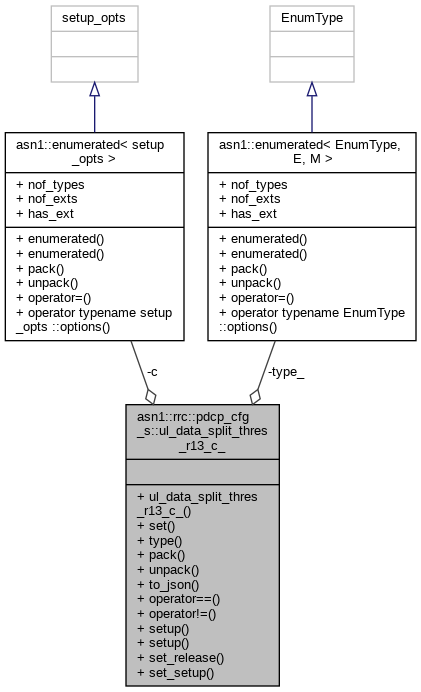 setup_opts
EnumType
asn1::enumerated< setup
_opts >
+ nof_types
+ nof_exts
+ has_ext
+ enumerated()
+ enumerated()
+ pack()
+ unpack()
+ operator=()
+ operator typename setup
_opts ::options()
asn1::enumerated< EnumType,
E, M >
+ nof_types
+ nof_exts
+ has_ext
+ enumerated()
+ enumerated()
+ pack()
+ unpack()
+ operator=()
+ operator typename EnumType
::options()
-c
-type_
asn1::rrc::pdcp_cfg
_s::ul_data_split_thres
_r13_c_
+ ul_data_split_thres
_r13_c_()
+ set()
+ type()
+ pack()
+ unpack()
+ to_json()
+ operator==()
+ operator!=()
+ setup()
+ setup()
+ set_release()
+ set_setup()